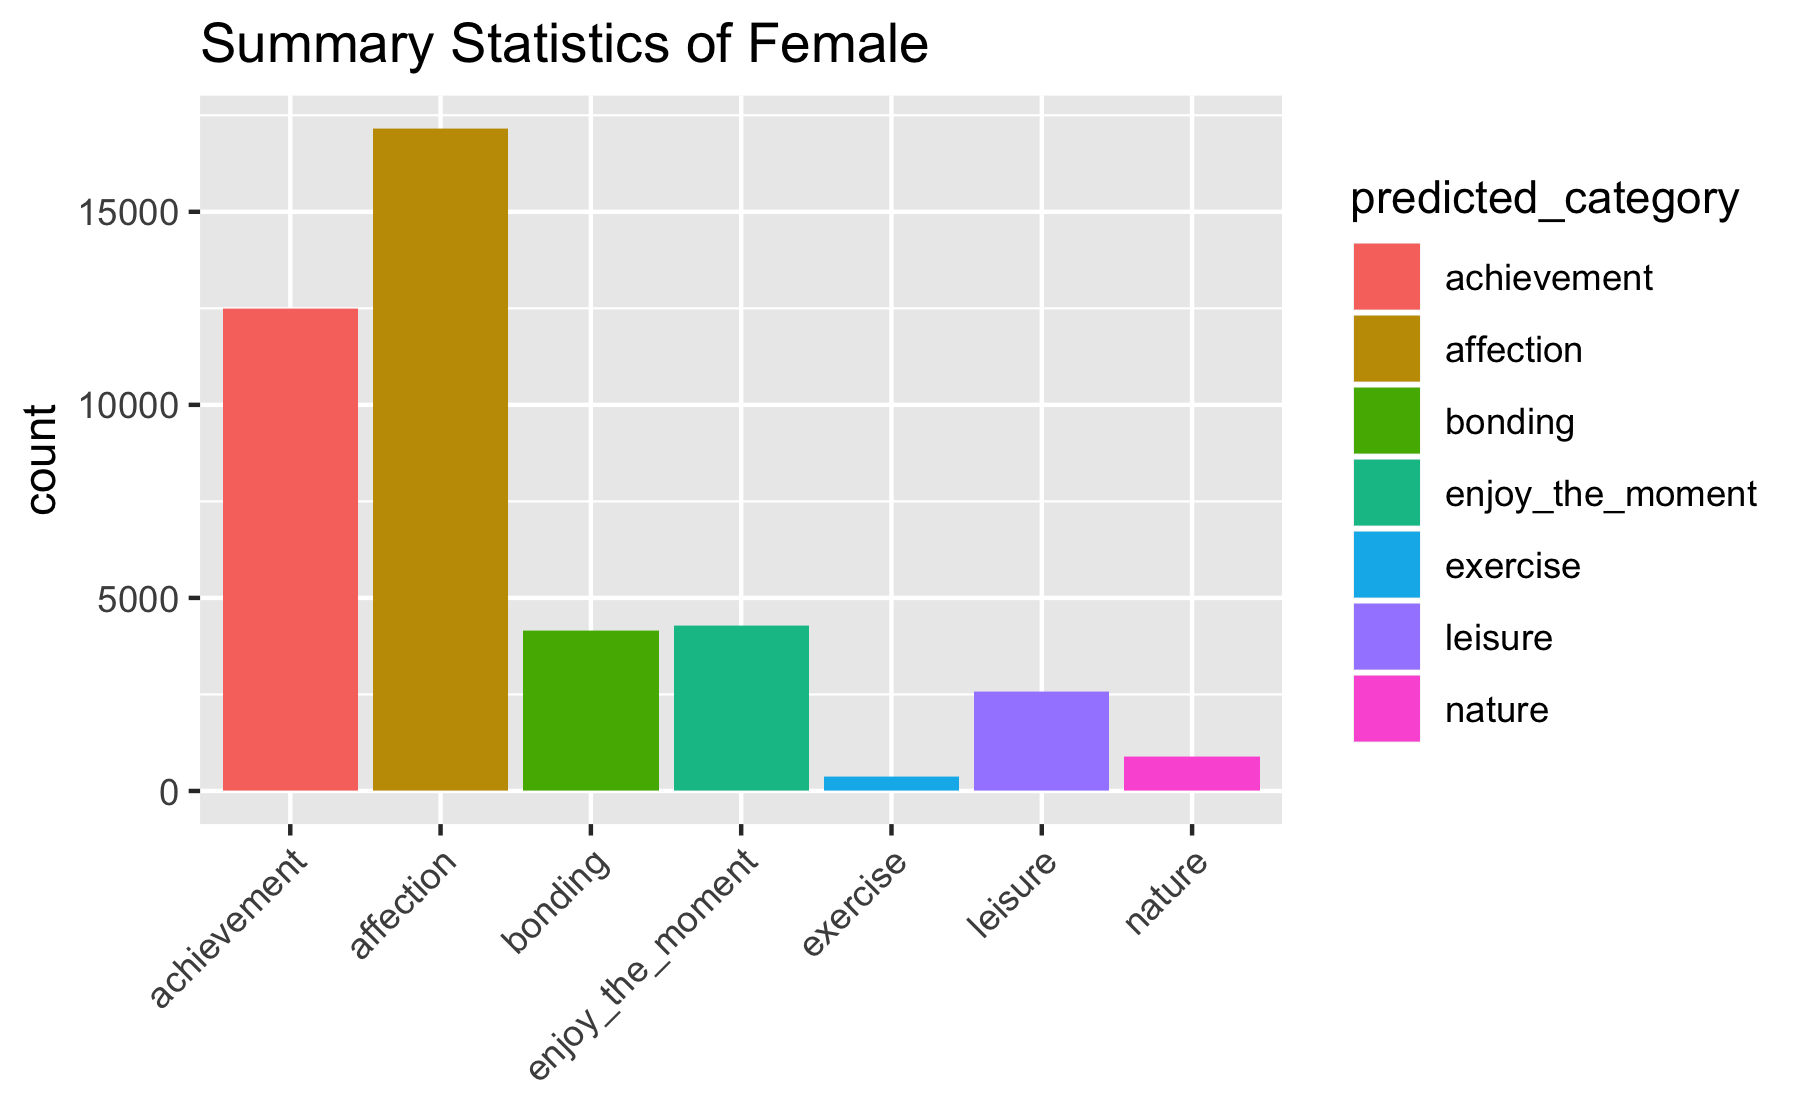 Summary Statistics of Female
count
15000
10000
5000
0
achievement
affection
bonding
enjoy_the_moment
exercise
leisure
nature
predicted_category
achievement
affection
bonding
enjoy_the_moment
exercise
leisure
nature